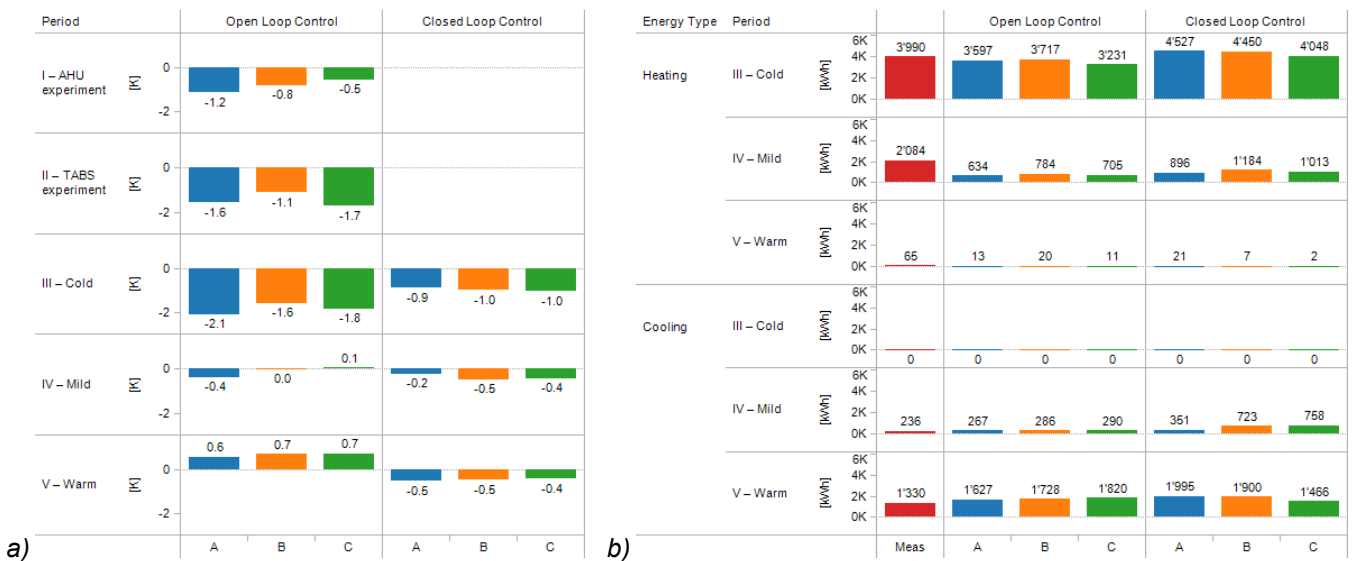 Period Open Loop Control Closed Loop Control
I – AHU experiment [K] 0 -2 -1.2 -0.8 -0.5
II – TABS experiment [K] 0 -2 -1.6 -1.1 -1.7
III – Cold [K] 0 -2 -2.1 -1.6 -1.8 -0.9 -1.0 -1.0
IV – Mild [K] 0 -2 -0.4 0.0 0.1 -0.2 -0.5 -0.4
V – Warm [K] 0 -2 0.6 0.7 0.7 -0.5 -0.5 -0.4
a) A B C A B C
Energy Type Period Open Loop Control Closed Loop Control
Heating III – Cold [kWh] 6K 4K 2K 0K 3'990 3'597 3'717 3'231 4'527 4'450 4'048
IV – Mild [kWh] 6K 4K 2K 0K 2'084 634 784 705 896 1'184 1'013
V – Warm [kWh] 6K 4K 2K 0K 65 13 20 11 21 7 2
Cooling III – Cold [kWh] 6K 4K 2K 0K 0 0 0 0 0 0 0
IV – Mild [kWh] 6K 4K 2K 0K 236 267 286 290 351 723 758
V – Warm [kWh] 6K 4K 2K 0K 1'330 1'627 1'728 1'820 1'995 1'900 1'466
b) Meas A B C A B C